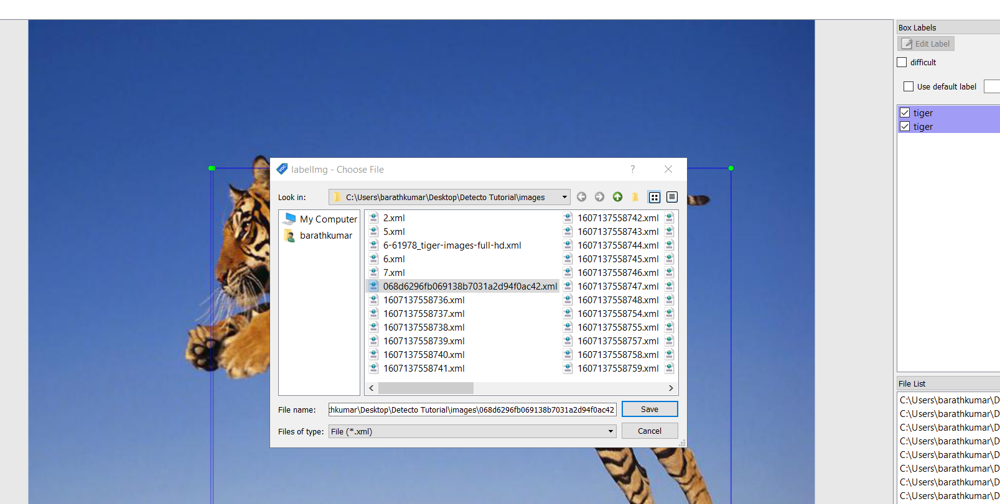 Box Labels
Edit Label
difficult
Use default label
tiger
tiger
labelImg - Choose File
?
Look in:
C:\Users\barathkumar\Desktop\Detecto Tutorial\images
My Computer
barathkumar
2.xml
5.xml
6-61978_tiger-images-full-hd.xml
6.xml
7.xml
068d6296fb069138b7031a2d94f0ac42.xml
1607137558736.xml
1607137558737.xml
1607137558738.xml
1607137558739.xml
1607137558740.xml
1607137558741.xml
1607137558742.xml
1607137558743.xml
1607137558744.xml
1607137558745.xml
1607137558746.xml
1607137558747.xml
1607137558748.xml
1607137558754.xml
1607137558755.xml
1607137558757.xml
1607137558758.xml
1607137558759.xml
File name:
hkumar\Desktop\Detecto Tutorial\images\068d6296fb069138b7031a2d94f0ac42
Save
Files of type:
File (*.xml)
Cancel
File List
C:\Users\barathkumar\D
C:\Users\barathkumar\D
C:\Users\barathkumar\D
C:\Users\barathkumar\D
C:\Users\barathkumar\D
C:\Users\barathkumar\D
C:\Users\barathkumar\D
C:\Users\barathkumar\D